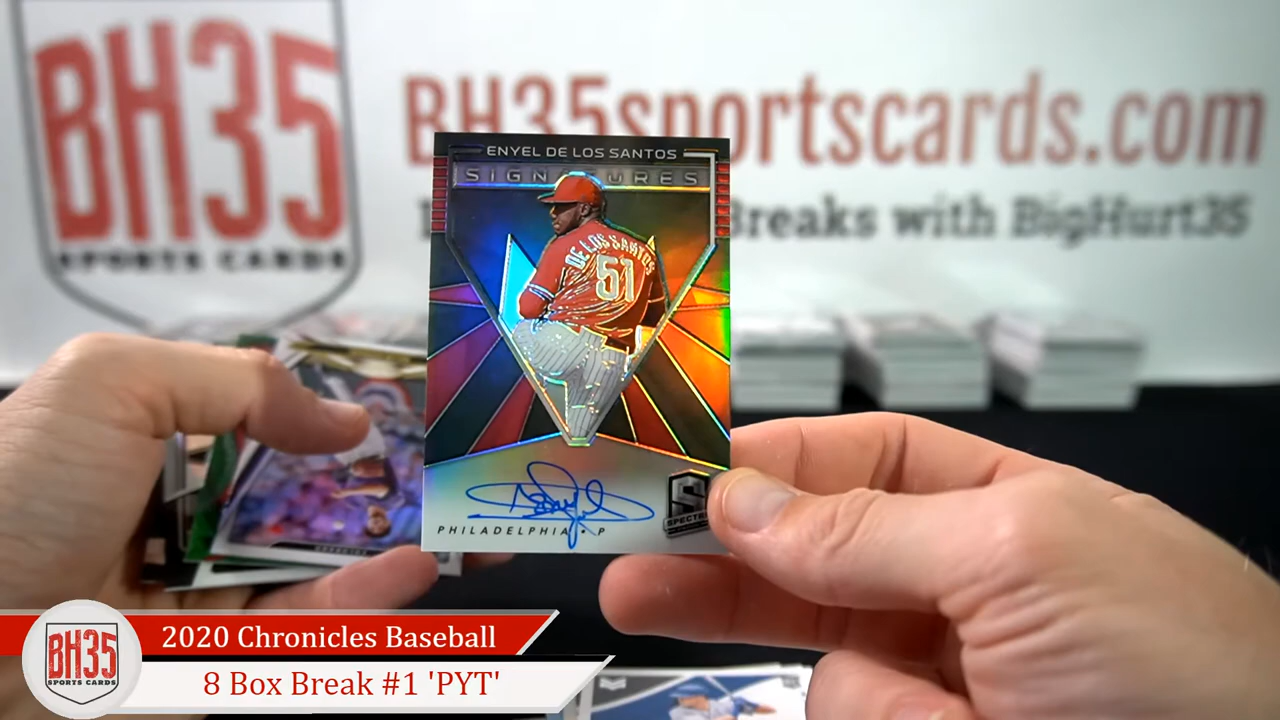 BH35
SPORTS CARDS
BH35sportscards.com
Breaks with BigHurt35
ENYEL DE LOS SANTOS
SIGNATURES
DE LOS SANTOS
51
PHILADELPHIA • P
BH35
SPORTS CARDS
2020 Chronicles Baseball
8 Box Break #1 'PYT'